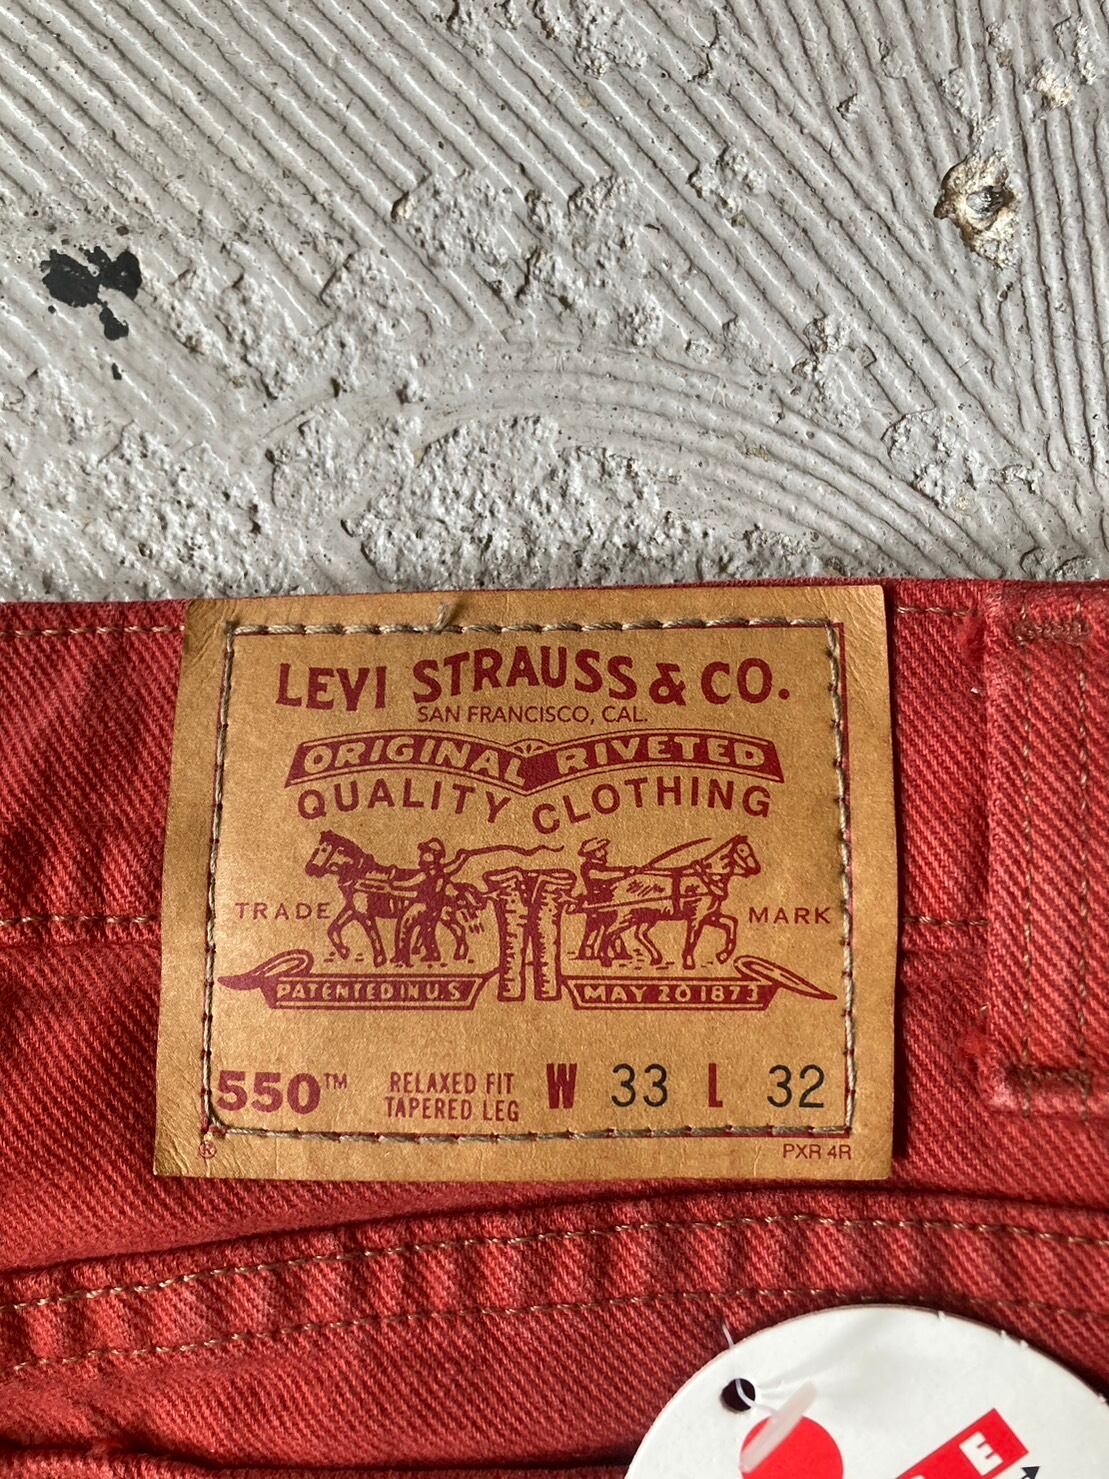 LEVI STRAUSS & CO.
SAN FRANCISCO, CAL.
ORIGINAL RIVETED
QUALITY CLOTHING
TRADE MARK
PATENTED IN U.S. MAY 20 1873
550™ RELAXED FIT TAPERED LEG W 33 L 32
® PXR 4R